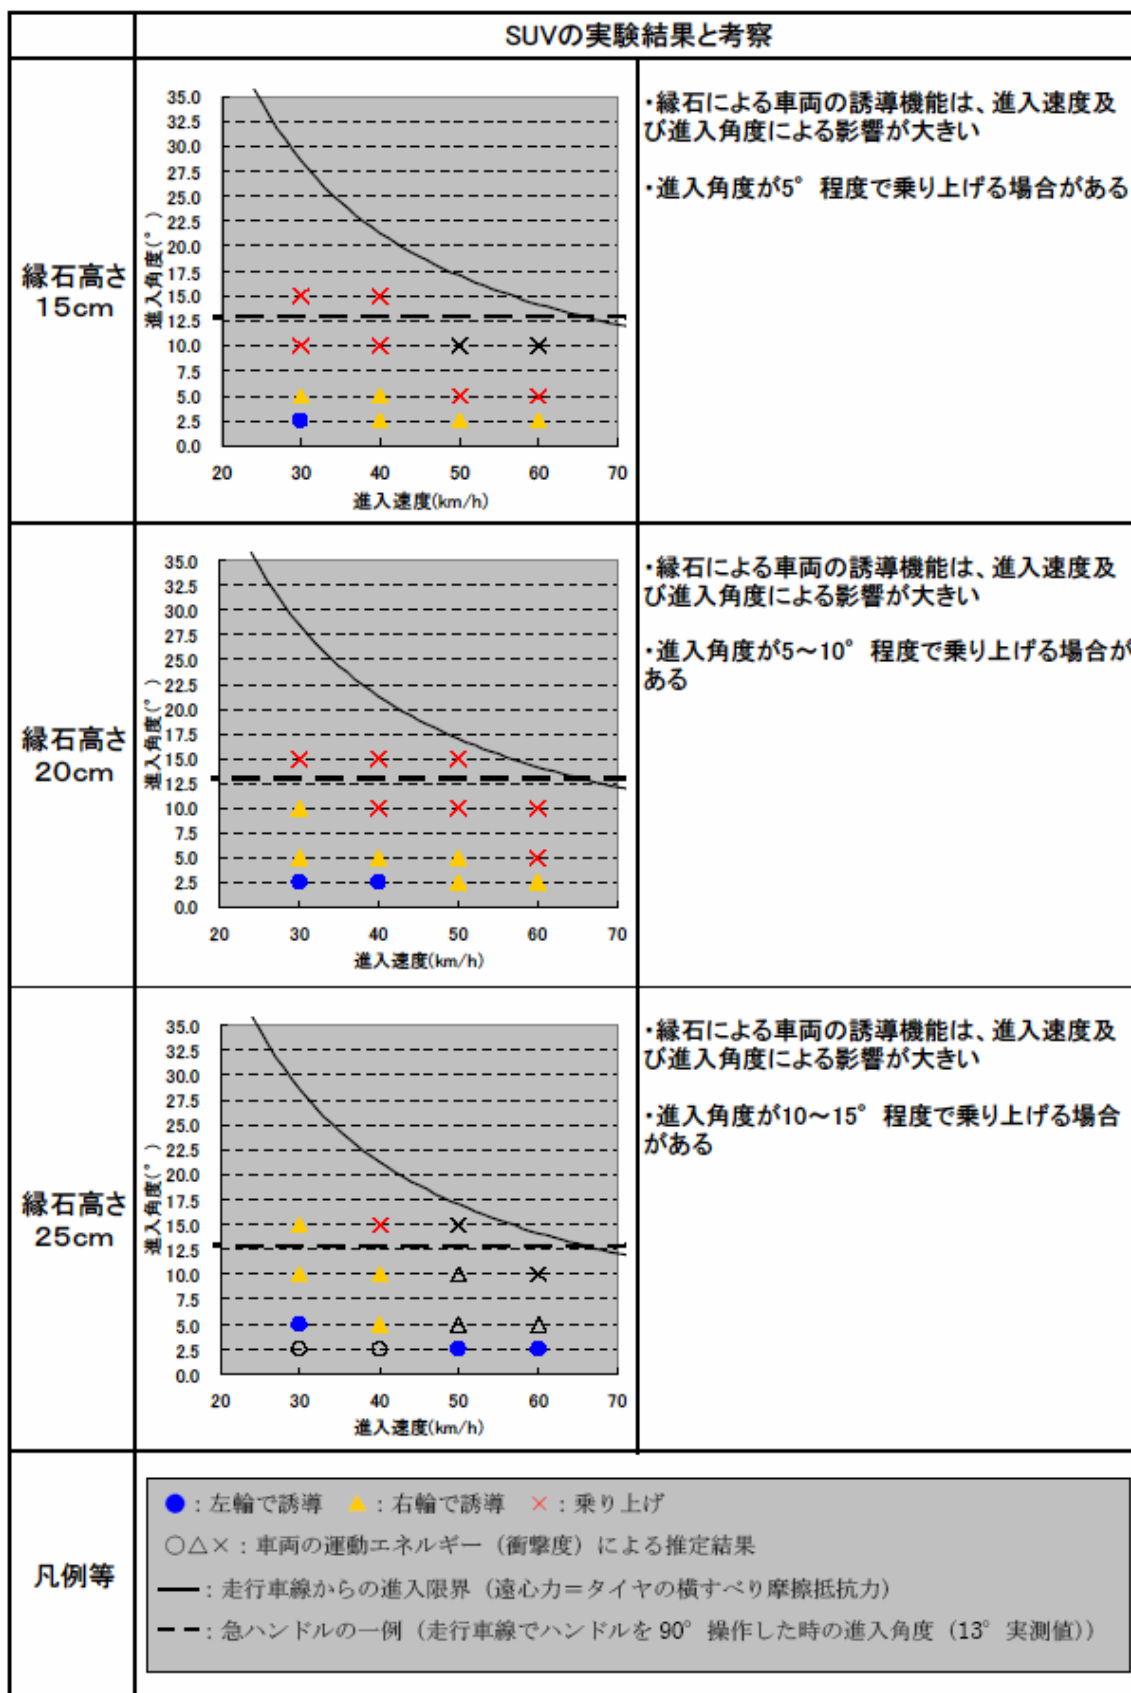 SUVの実験結果と考察
縁石高さ
15cm
進入角度(°)
35.0
32.5
30.0
27.5
25.0
22.5
20.0
17.5
15.0
12.5
10.0
7.5
5.0
2.5
0.0
20 30 40 50 60 70
進入速度(km/h)
・縁石による車両の誘導機能は、進入速度及
び進入角度による影響が大きい
・進入角度が5°程度で乗り上げる場合がある
縁石高さ
20cm
進入角度(°)
35.0
32.5
30.0
27.5
25.0
22.5
20.0
17.5
15.0
12.5
10.0
7.5
5.0
2.5
0.0
20 30 40 50 60 70
進入速度(km/h)
・縁石による車両の誘導機能は、進入速度及
び進入角度による影響が大きい
・進入角度が5～10°程度で乗り上げる場合が
ある
縁石高さ
25cm
進入角度(°)
35.0
32.5
30.0
27.5
25.0
22.5
20.0
17.5
15.0
12.5
10.0
7.5
5.0
2.5
0.0
20 30 40 50 60 70
進入速度(km/h)
・縁石による車両の誘導機能は、進入速度及
び進入角度による影響が大きい
・進入角度が10～15°程度で乗り上げる場合
がある
凡例等
●：左輪で誘導 ▲：右輪で誘導 ×：乗り上げ
○△×：車両の運動エネルギー（衝撃度）による推定結果
：走行車線からの進入限界（遠心力＝タイヤの横すべり摩擦抵抗力）
：急ハンドルの一例（走行車線でハンドルを90°操作した時の進入角度（13°実測値））